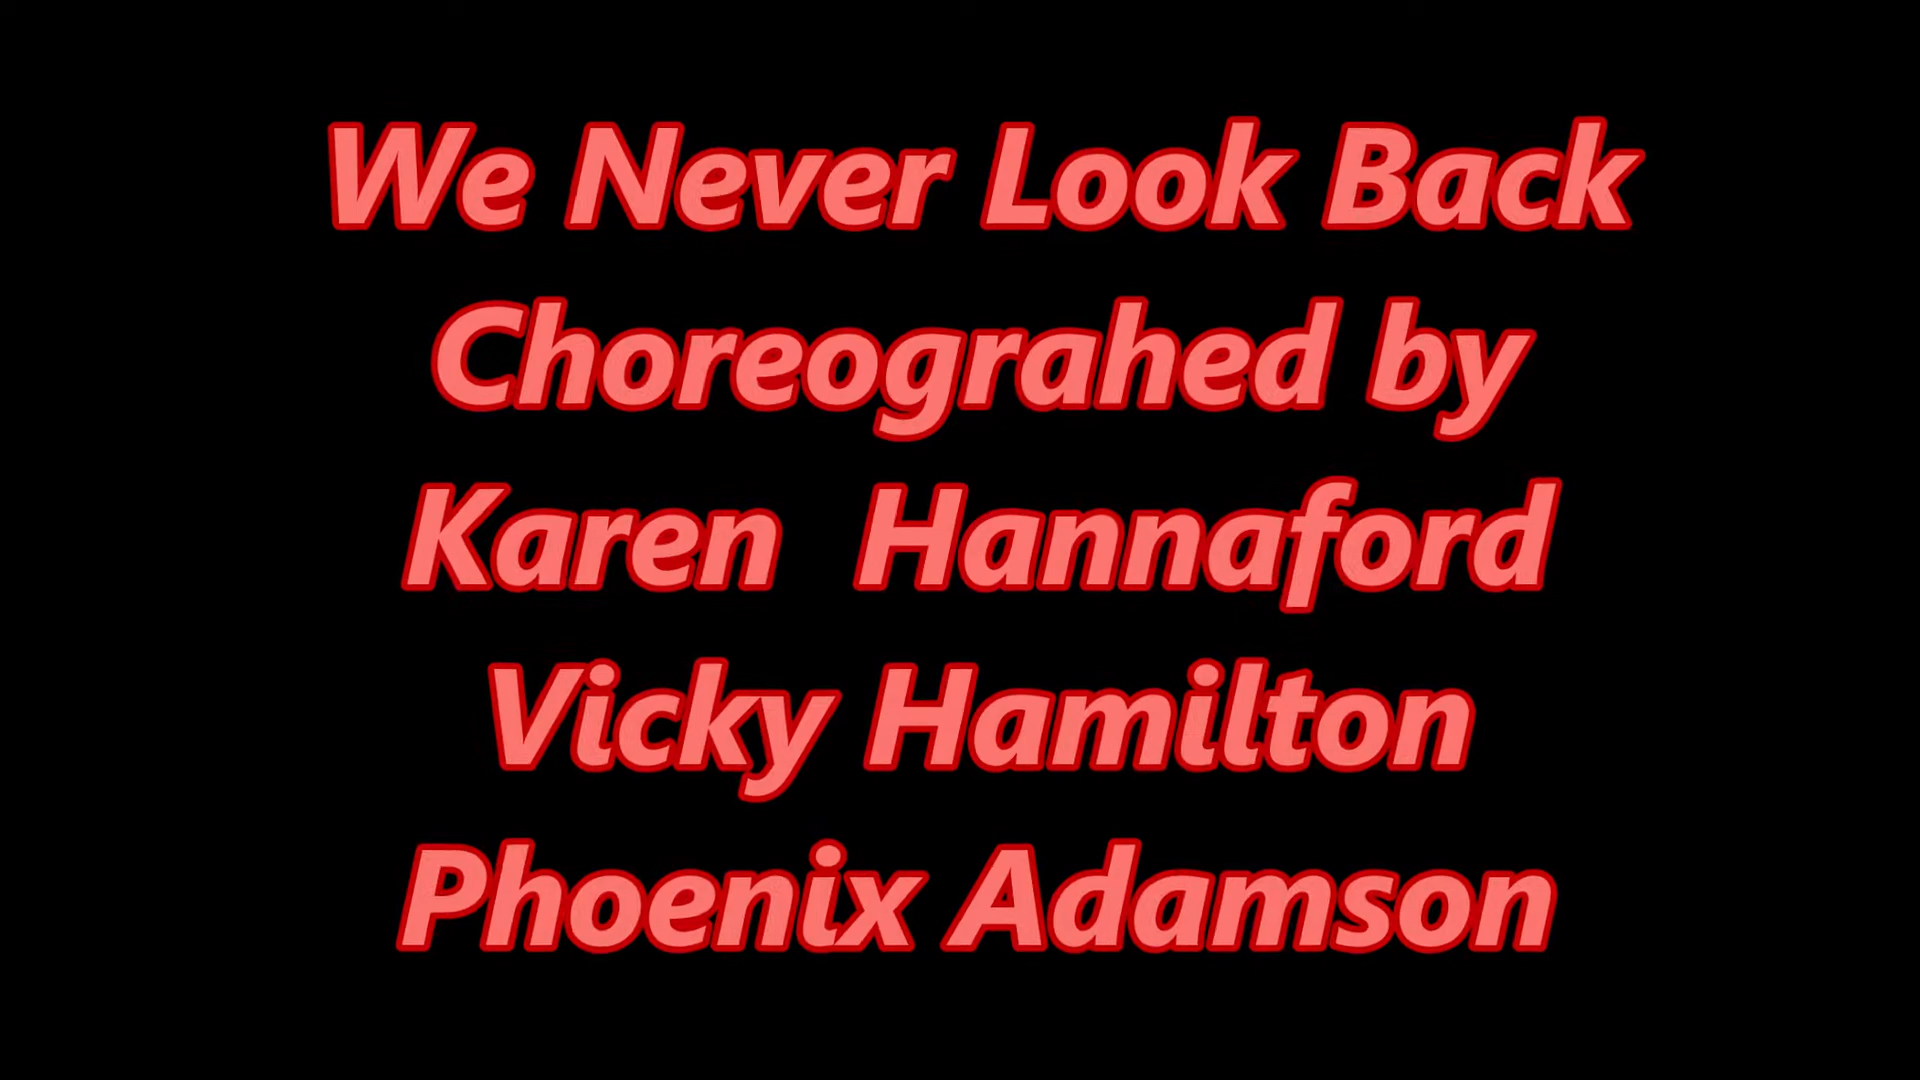 We Never Look Back
Choreograhed by
Karen  Hannaford
Vicky Hamilton
Phoenix Adamson